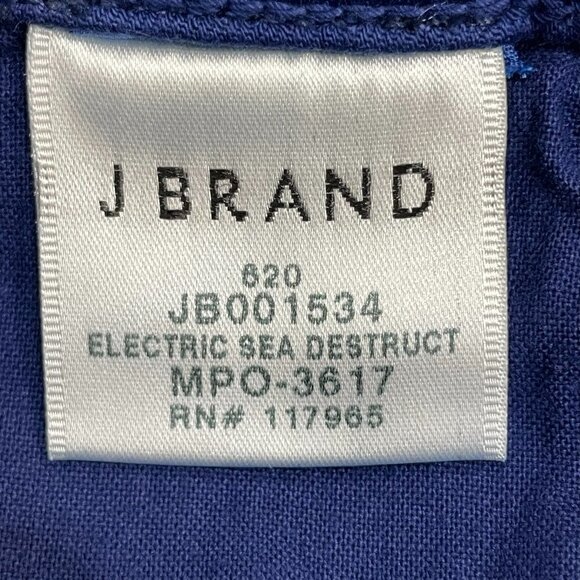 J BRAND
620
JB001534
ELECTRIC SEA DESTRUCT
MPO-3617
RN# 117965